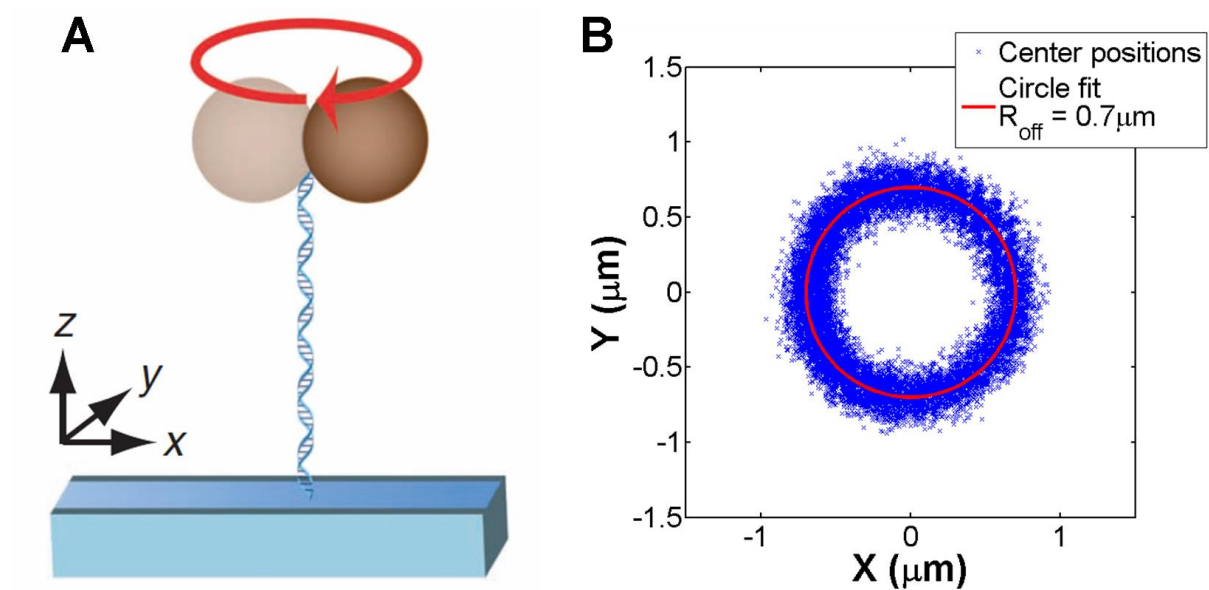 A
z
y
x
B
Center positions
Circle fit
R_off = 0.7μm
1.5
1
0.5
0
-0.5
-1
-1.5
Y (μm)
-1 0 1
X (μm)